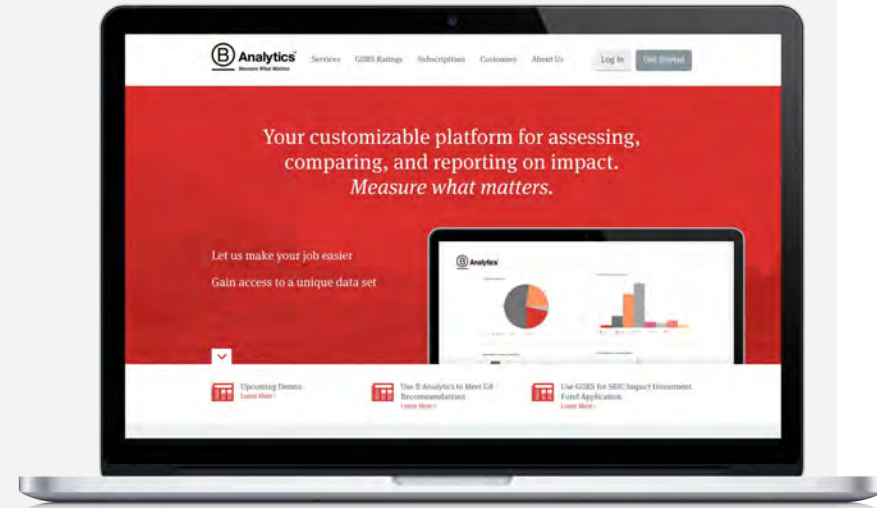 B Analytics
Measure What Matters
Services GIIRS Ratings Subscriptions Customers About Us Log In Get Started
Your customizable platform for assessing,
comparing, and reporting on impact.
Measure what matters.
Let us make your job easier
Gain access to a unique data set
B Analytics
Upcoming Demos
Learn More ›
Use B Analytics to Meet G8
Recommendations
Learn More ›
Use GIIRS for SBIC Impact Investment
Fund Application
Learn More ›